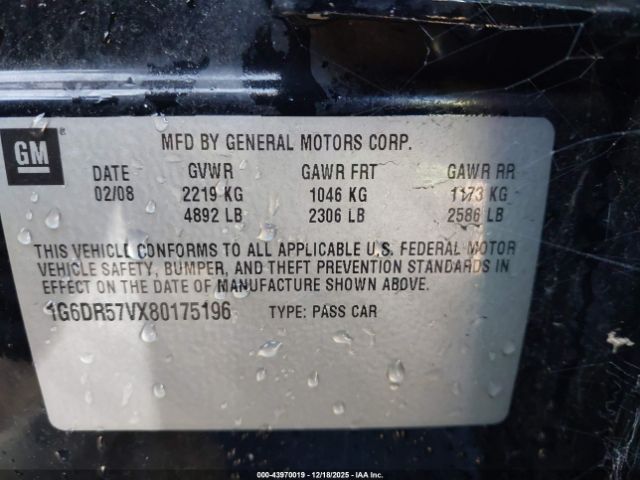 GM ®
MFD BY GENERAL MOTORS CORP.
DATE GVWR GAWR FRT GAWR RR
02/08 2219 KG 1046 KG 1173 KG
4892 LB 2306 LB 2586 LB
THIS VEHICLE CONFORMS TO ALL APPLICABLE U.S. FEDERAL MOTOR
VEHICLE SAFETY, BUMPER, AND THEFT PREVENTION STANDARDS IN
EFFECT ON THE DATE OF MANUFACTURE SHOWN ABOVE.
1G6DR57VX80175196 TYPE: PASS CAR
000-43970019 - 12/18/2025 - IAA Inc.